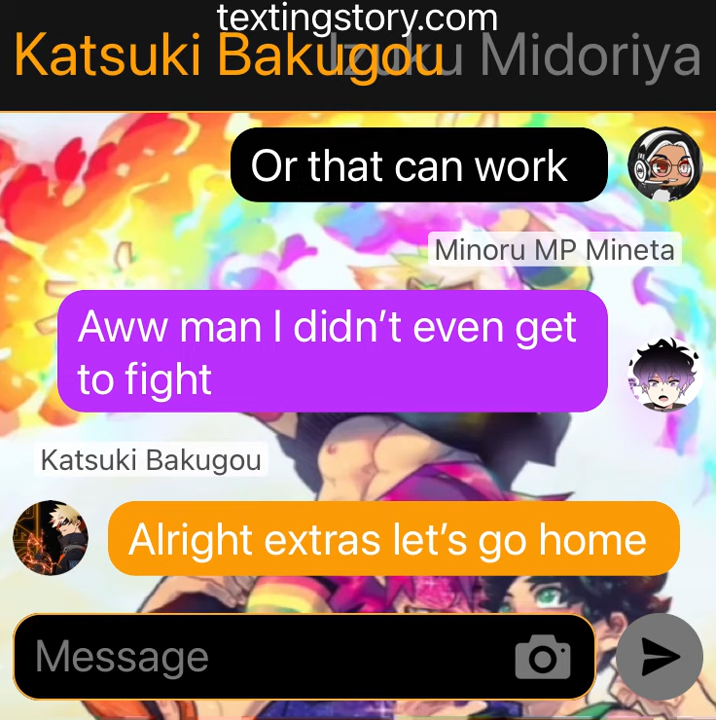 textingstory.com
Katsuki Bakugou Izuku Midoriya
Or that can work
Minoru MP Mineta
Aww man I didn't even get
to fight
Katsuki Bakugou
Alright extras let's go home
Message